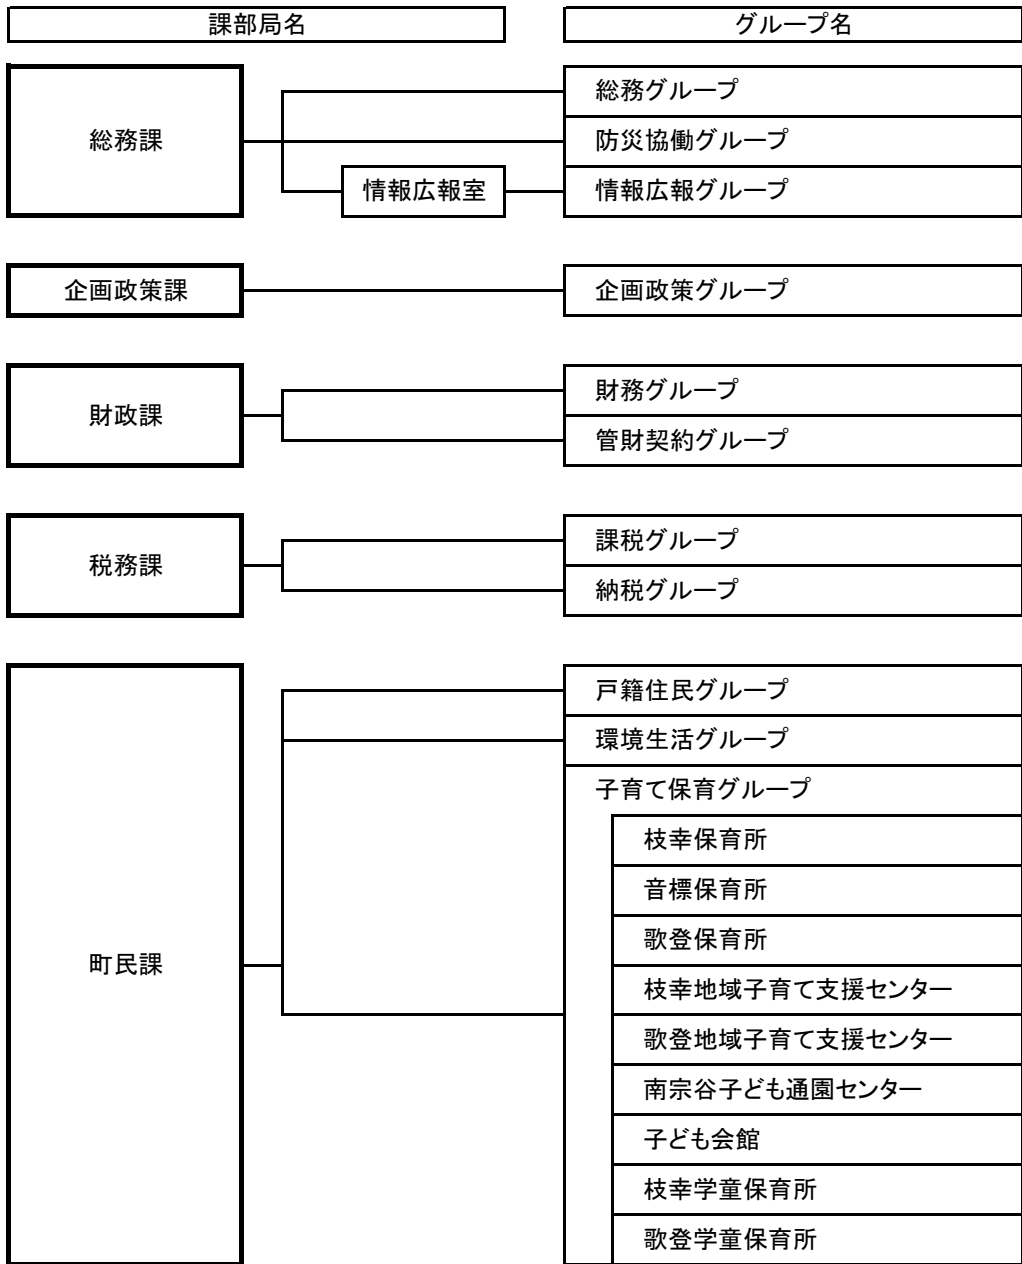 課部局名
グループ名
総務課
総務グループ
防災協働グループ
情報広報室
情報広報グループ
企画政策課
企画政策グループ
財政課
財務グループ
管財契約グループ
税務課
課税グループ
納税グループ
町民課
戸籍住民グループ
環境生活グループ
子育て保育グループ
枝幸保育所
音標保育所
歌登保育所
枝幸地域子育て支援センター
歌登地域子育て支援センター
南宗谷子ども通園センター
子ども会館
枝幸学童保育所
歌登学童保育所